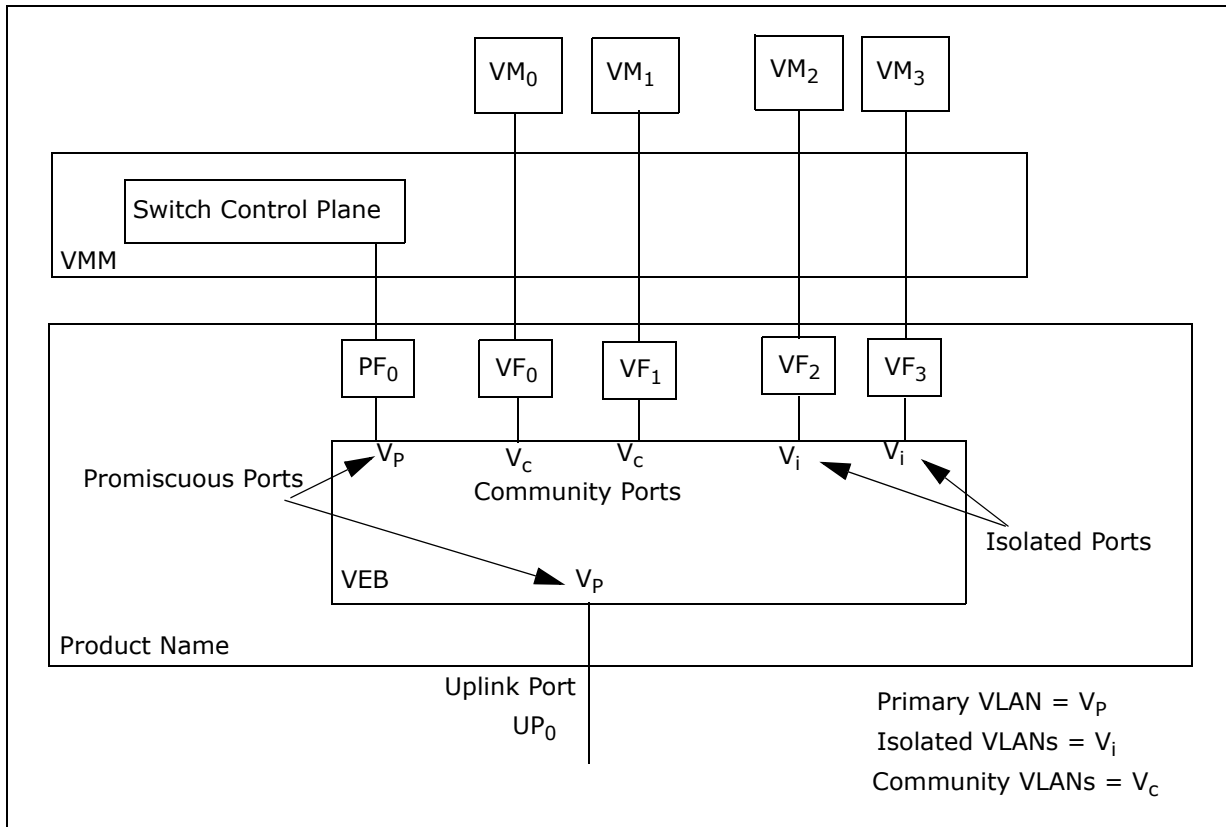 VM0 VM1 VM2 VM3
Switch Control Plane
VMM
PF0 VF0 VF1 VF2 VF3
VP Vc Vc Vi Vi
Promiscuous Ports
Community Ports
Isolated Ports
VEB
VP
Product Name
Uplink Port
UP0
Primary VLAN = VP
Isolated VLANs = Vi
Community VLANs = Vc